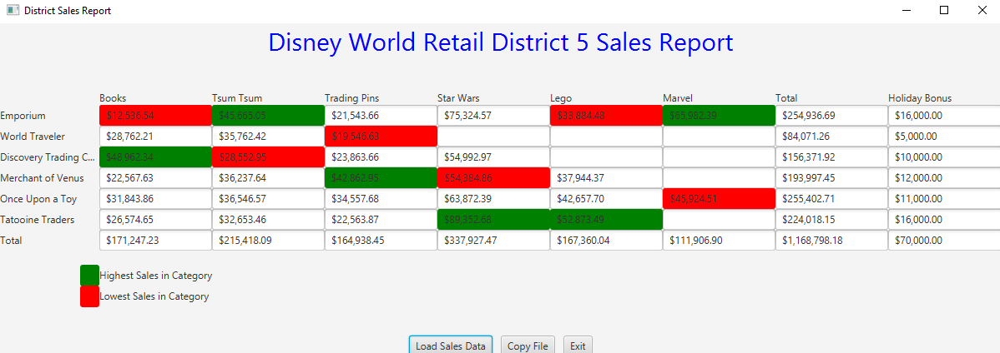 District Sales Report
Disney World Retail District 5 Sales Report
Books Tsum Tsum Trading Pins Star Wars Lego Marvel Total Holiday Bonus
Emporium $12,536.54 $45,665.05 $21,543.66 $75,324.57 $33,884.48 $65,982.39 $254,936.69 $16,000.00
World Traveler $28,762.21 $35,762.42 $19,546.63 $84,071.26 $5,000.00
Discovery Trading C... $48,962.34 $28,552.95 $23,863.66 $54,992.97 $156,371.92 $10,000.00
Merchant of Venus $22,567.63 $36,237.64 $42,862.95 $54,384.86 $37,944.37 $193,997.45 $12,000.00
Once Upon a Toy $31,843.86 $36,546.57 $34,557.68 $63,872.39 $42,657.70 $45,924.51 $255,402.71 $11,000.00
Tatooine Traders $26,574.65 $32,653.46 $22,563.87 $89,352.68 $52,873.49 $224,018.15 $16,000.00
Total $171,247.23 $215,418.09 $164,938.45 $337,927.47 $167,360.04 $111,906.90 $1,168,798.18 $70,000.00
Highest Sales in Category
Lowest Sales in Category
Load Sales Data Copy File Exit